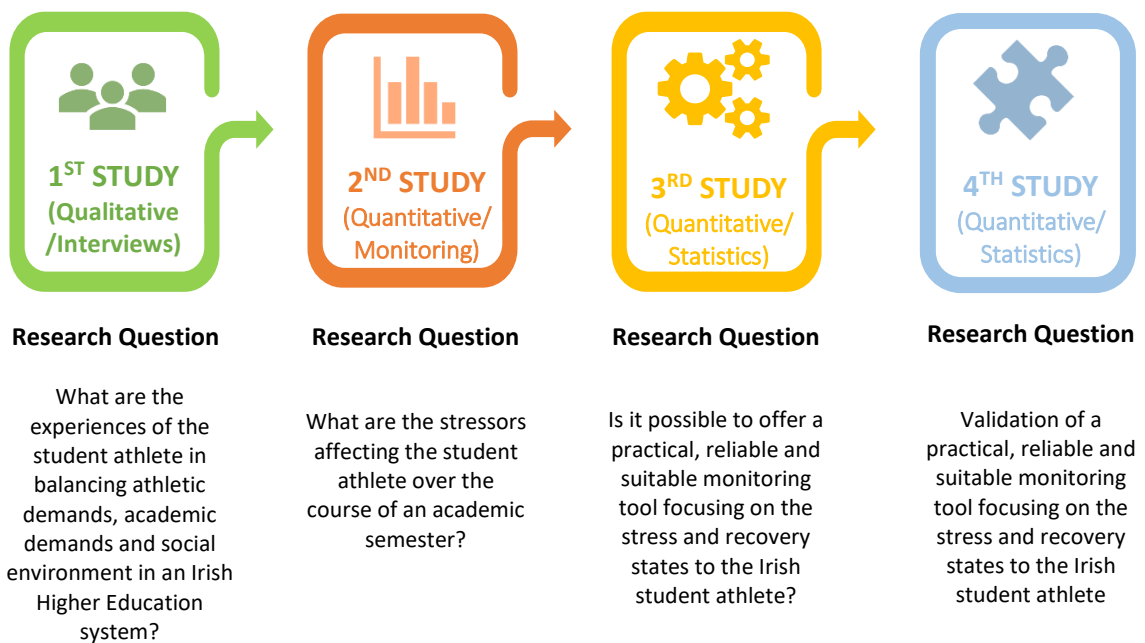 1ST STUDY
(Qualitative
/Interviews)
2ND STUDY
(Quantitative/
Monitoring)
3RD STUDY
(Quantitative/
Statistics)
4TH STUDY
(Quantitative/
Statistics)
Research Question
What are the
experiences of the
student athlete in
balancing athletic
demands, academic
demands and social
environment in an Irish
Higher Education
system?
Research Question
What are the stressors
affecting the student
athlete over the
course of an academic
semester?
Research Question
Is it possible to offer a
practical, reliable and
suitable monitoring
tool focusing on the
stress and recovery
states to the Irish
student athlete?
Research Question
Validation of a
practical, reliable and
suitable monitoring
tool focusing on the
stress and recovery
states to the Irish
student athlete